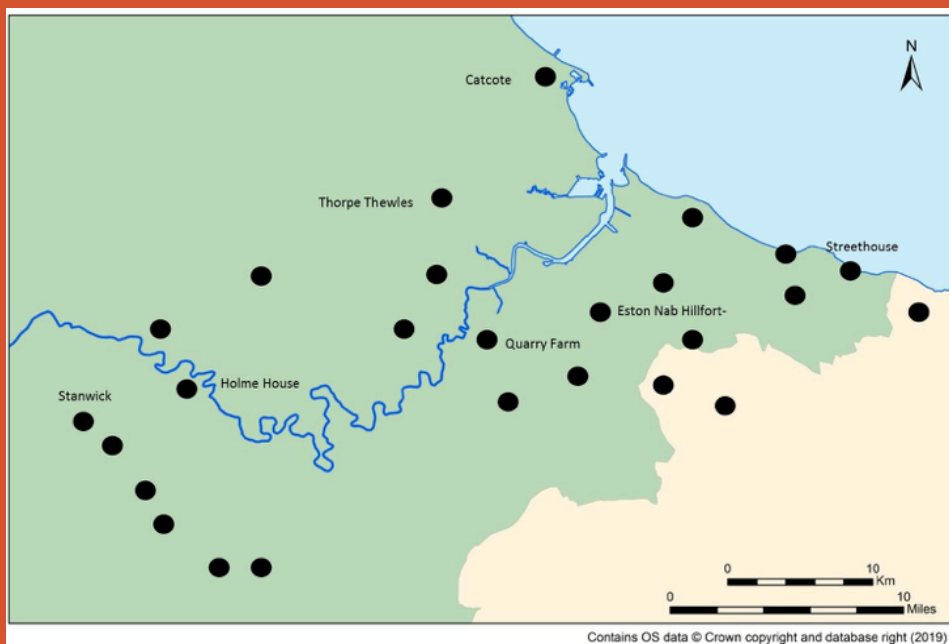 N
Catcote
Thorpe Thewles
Streethouse
Eston Nab Hillfort-
Quarry Farm
Holme House
Stanwick
0 10
Km
0 10
Miles
Contains OS data © Crown copyright and database right (2019)